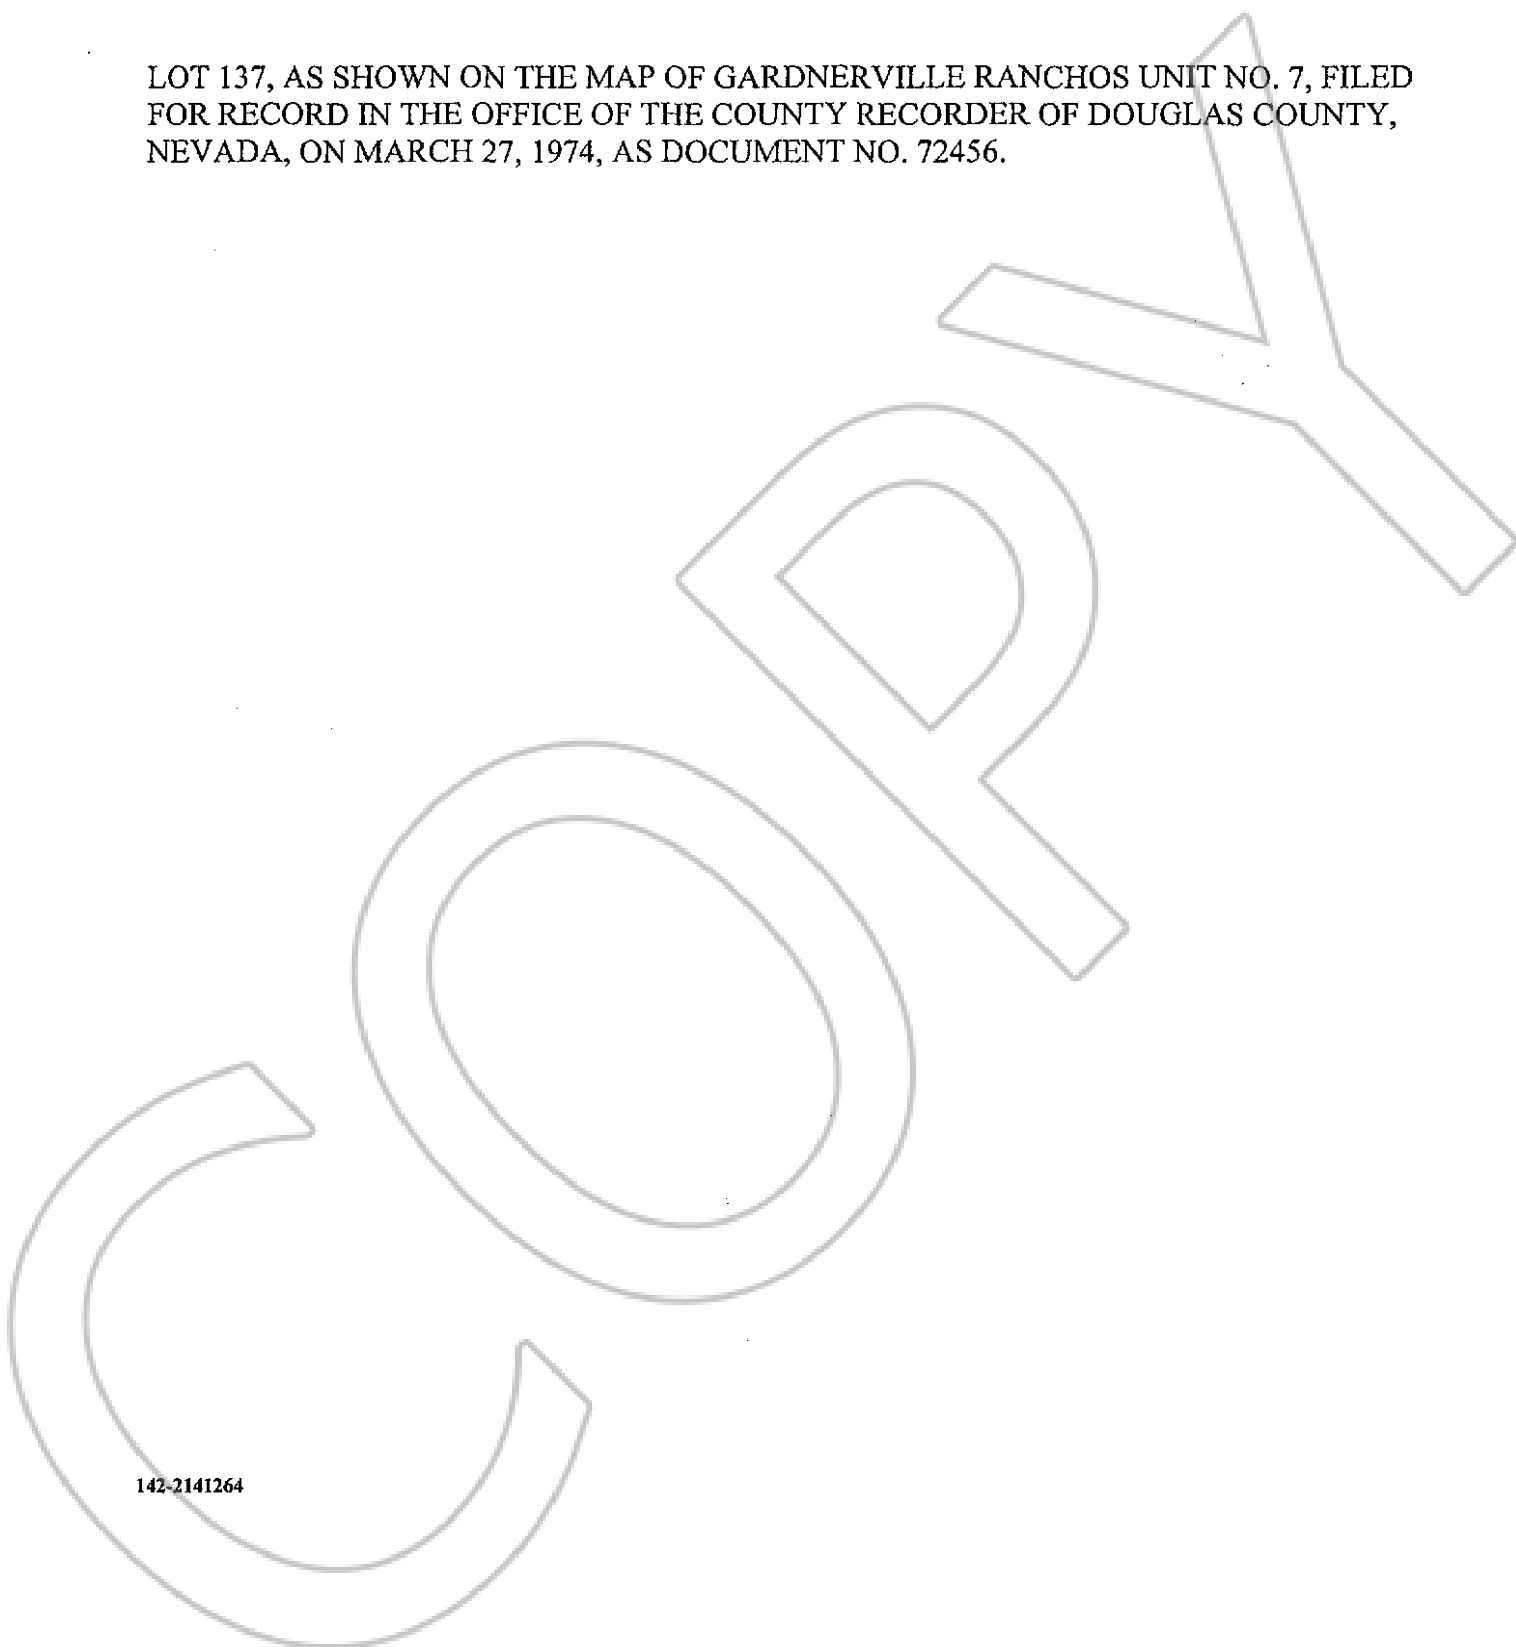 LOT 137, AS SHOWN ON THE MAP OF GARDNERVILLE RANCHOS UNIT NO. 7, FILED
FOR RECORD IN THE OFFICE OF THE COUNTY RECORDER OF DOUGLAS COUNTY,
NEVADA, ON MARCH 27, 1974, AS DOCUMENT NO. 72456.
COPY
142-2141264